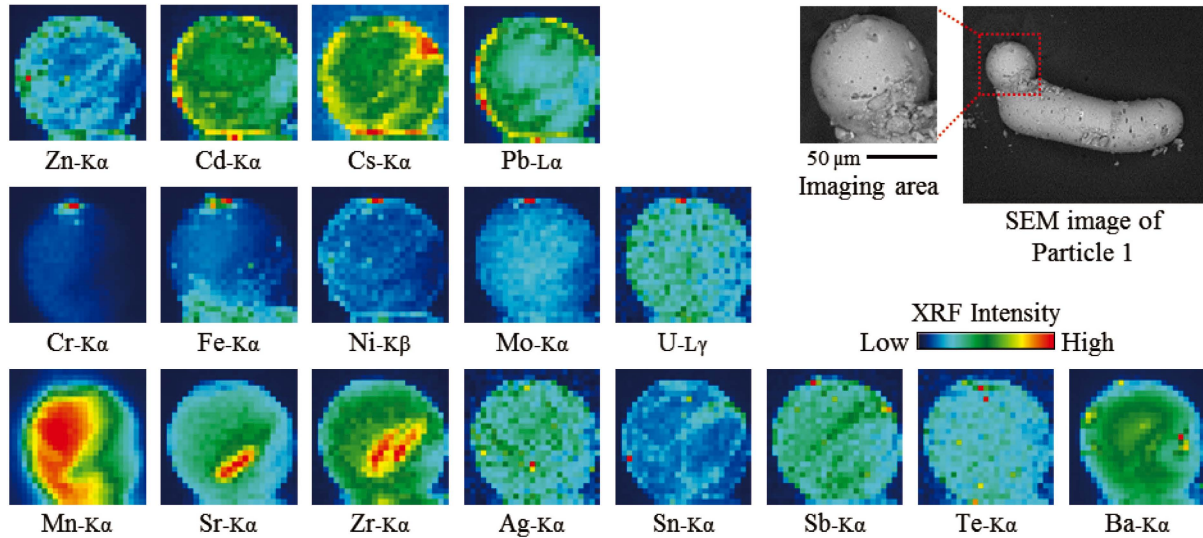 Zn-Kα Cd-Kα Cs-Kα Pb-Lα
50 μm
Imaging area
SEM image of
Particle 1
Cr-Kα Fe-Kα Ni-Kβ Mo-Kα U-Lγ
XRF Intensity
Low High
Mn-Kα Sr-Kα Zr-Kα Ag-Kα Sn-Kα Sb-Kα Te-Kα Ba-Kα